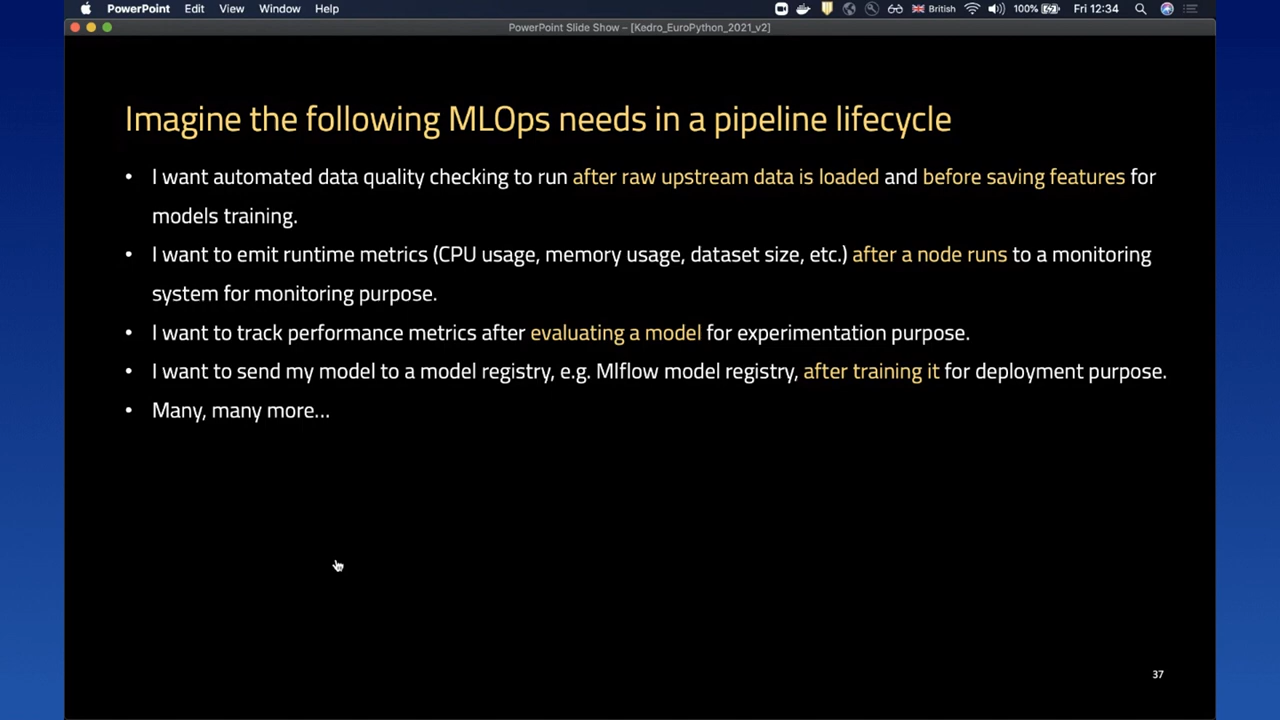 PowerPoint Edit View Window Help British 100% Fri 12:34
PowerPoint Slide Show – [Kedro_EuroPython_2021_v2]
Imagine the following MLOps needs in a pipeline lifecycle
• I want automated data quality checking to run after raw upstream data is loaded and before saving features for
models training.
• I want to emit runtime metrics (CPU usage, memory usage, dataset size, etc.) after a node runs to a monitoring
system for monitoring purpose.
• I want to track performance metrics after evaluating a model for experimentation purpose.
• I want to send my model to a model registry, e.g. Mlflow model registry, after training it for deployment purpose.
• Many, many more...
37